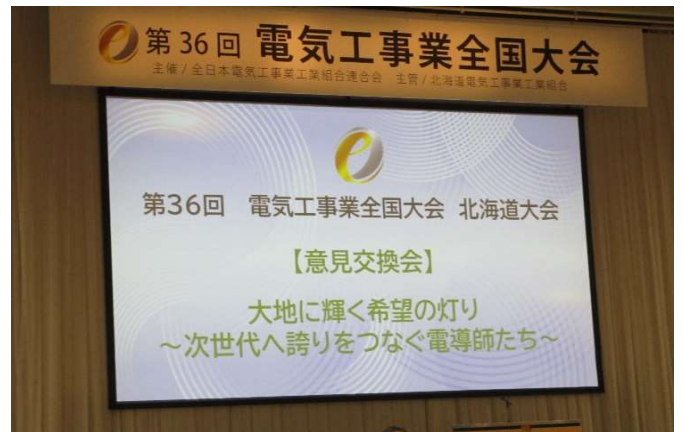 第36回 電気工事業全国大会
主催/全日本電気工事業工業組合連合会 主管/北海道電気工事業工業組合
第36回 電気工事業全国大会 北海道大会
【意見交換会】
大地に輝く希望の灯り
~次世代へ誇りをつなぐ電導師たち~